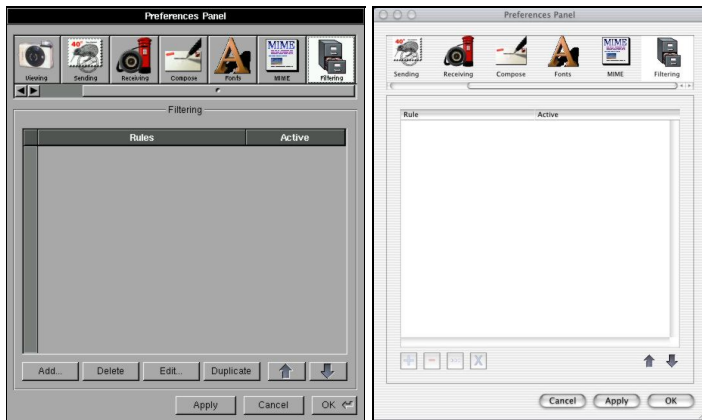 Preferences Panel
40°
MIME
Viewing
Sending
Receiving
Compose
Fonts
MIME
Filtering
Filtering
Rules
Active
Add...
Delete
Edit...
Duplicate
Apply
Cancel
OK
Preferences Panel
40°
MIME
Sending
Receiving
Compose
Fonts
MIME
Filtering
Rule
Active
Cancel
Apply
OK